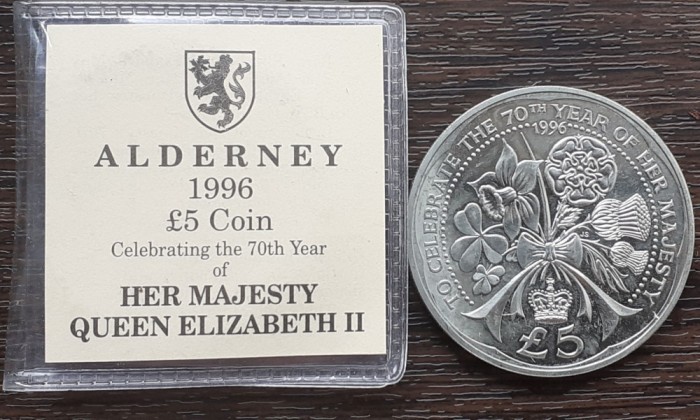 ALDERNEY
1996
£5 Coin
Celebrating the 70th Year
of
HER MAJESTY
QUEEN ELIZABETH II
TO CELEBRATE THE 70TH YEAR OF HER MAJESTY
1996
£5